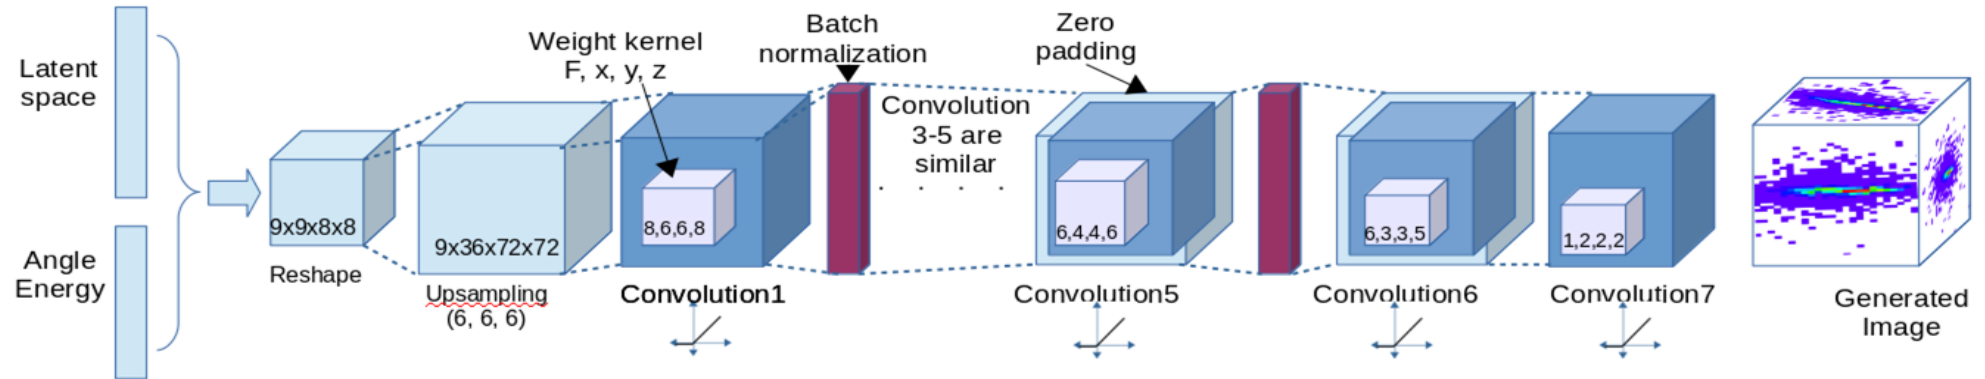 Latent
space
Angle
Energy
9x9x8x8
Reshape
9x36x72x72
Upsampling
(6, 6, 6)
Weight kernel
F, x, y, z
8,6,6,8
Convolution1
Batch
normalization
Convolution
3-5 are
similar
. . . .
Zero
padding
6,4,4,6
Convolution5
6,3,3,5
Convolution6
1,2,2,2
Convolution7
Generated
Image